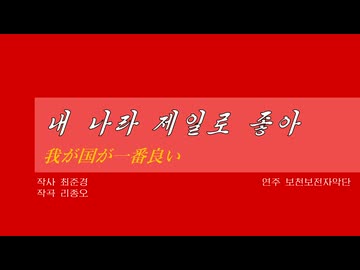 내 나라 제일로 좋아
我が国が一番良い
작사 최준경
연주 보천보전자악단
작곡 리종오